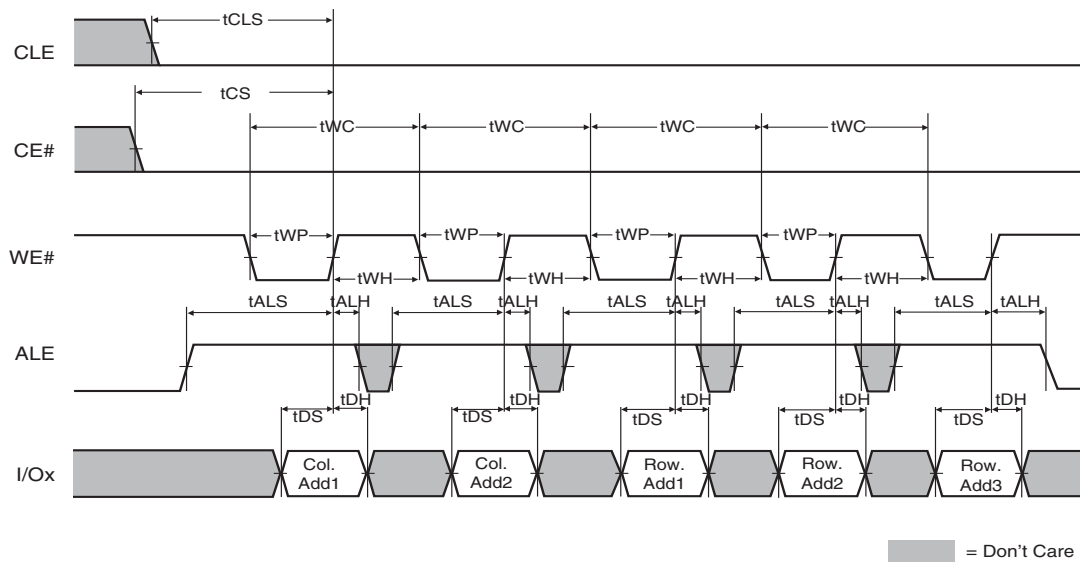 CLE
tCLS
tCS
CE#
tWC tWC tWC tWC
WE#
tWP tWP tWP tWP
tWH tWH tWH tWH
ALE
tALS tALH tALS tALH tALS tALH tALS tALH tALS tALH
tDS tDH tDS tDH tDS tDH tDS tDH tDS tDH
I/Ox
Col.
Add1
Col.
Add2
Row.
Add1
Row.
Add2
Row.
Add3
= Don't Care